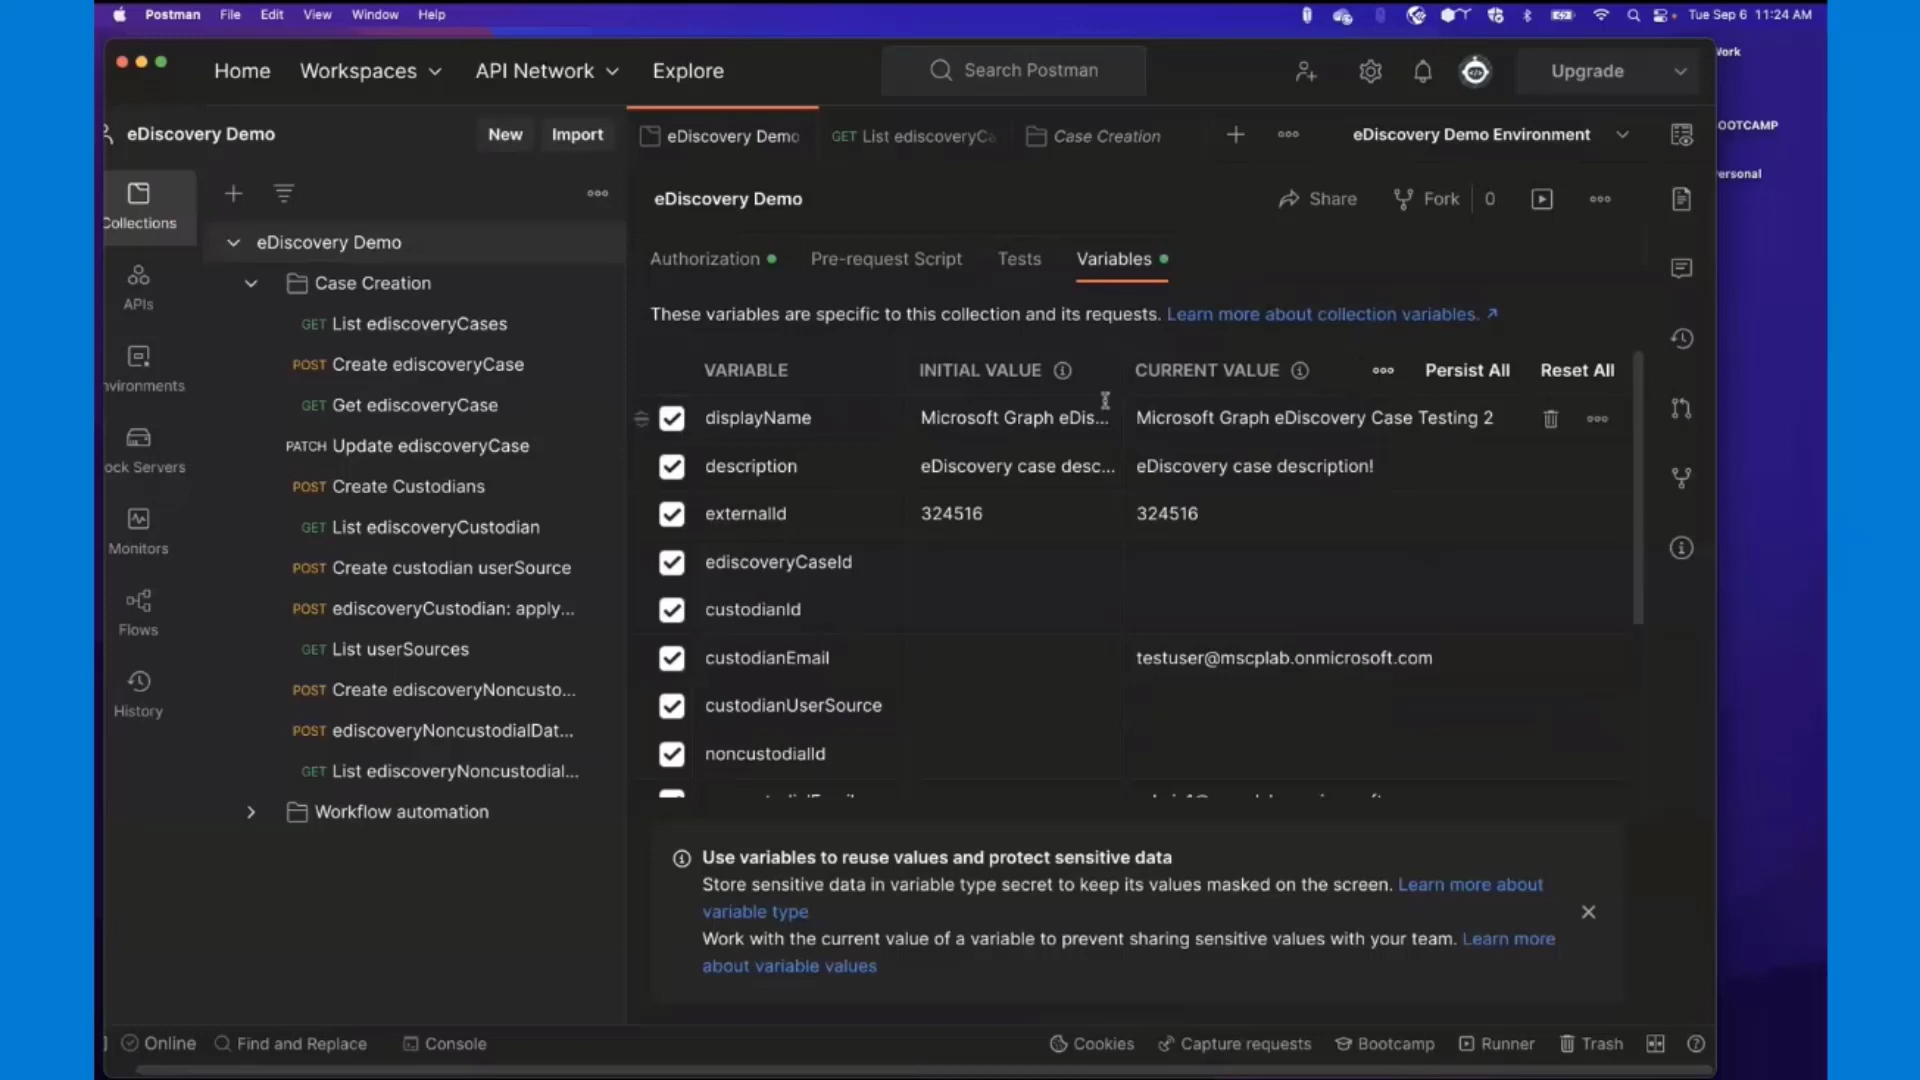 Postman File Edit View Window Help
Tue Sep 6 11:24 AM
Home Workspaces API Network Explore
Search Postman
Upgrade
eDiscovery Demo
New Import
eDiscovery Demo
GET List ediscoveryCa
Case Creation
eDiscovery Demo Environment
OOTCAMP
ersonal
Collections
APIs
nvironments
ock Servers
Monitors
Flows
History
eDiscovery Demo
Case Creation
GET List ediscoveryCases
POST Create ediscoveryCase
GET Get ediscoveryCase
PATCH Update ediscoveryCase
POST Create Custodians
GET List ediscoveryCustodian
POST Create custodian userSource
POST ediscoveryCustodian: apply...
GET List userSources
POST Create ediscoveryNoncusto...
POST ediscoveryNoncustodialDat...
GET List ediscoveryNoncustodial...
Workflow automation
eDiscovery Demo
Share Fork 0
Authorization Pre-request Script Tests Variables
These variables are specific to this collection and its requests. Learn more about collection variables. ↗
VARIABLE INITIAL VALUE CURRENT VALUE Persist All Reset All
displayName Microsoft Graph eDis... Microsoft Graph eDiscovery Case Testing 2
description eDiscovery case desc... eDiscovery case description!
externalId 324516 324516
ediscoveryCaseId
custodianId
custodianEmail testuser@mscplab.onmicrosoft.com
custodianUserSource
noncustodialId
Use variables to reuse values and protect sensitive data
Store sensitive data in variable type secret to keep its values masked on the screen. Learn more about
variable type
Work with the current value of a variable to prevent sharing sensitive values with your team. Learn more
about variable values
Online Find and Replace Console
Cookies Capture requests Bootcamp Runner Trash